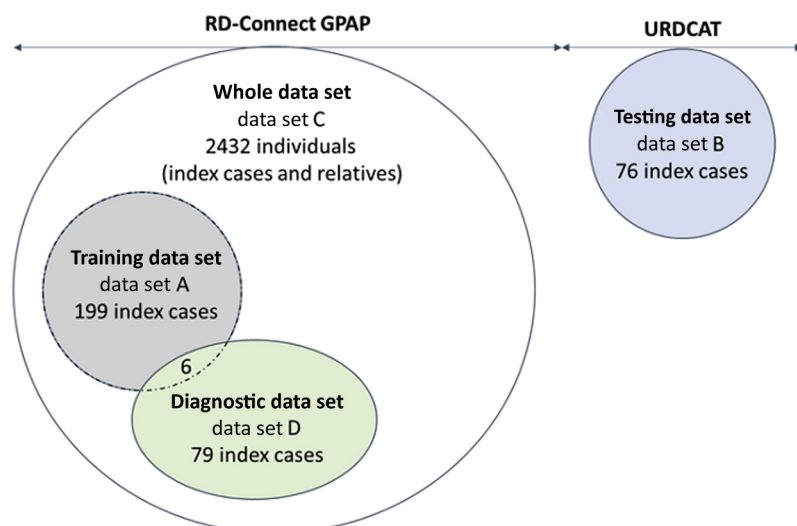 RD-Connect GPAP
URDCAT
Whole data set
data set C
2432 individuals
(index cases and relatives)
Testing data set
data set B
76 index cases
Training data set
data set A
199 index cases
6
Diagnostic data set
data set D
79 index cases